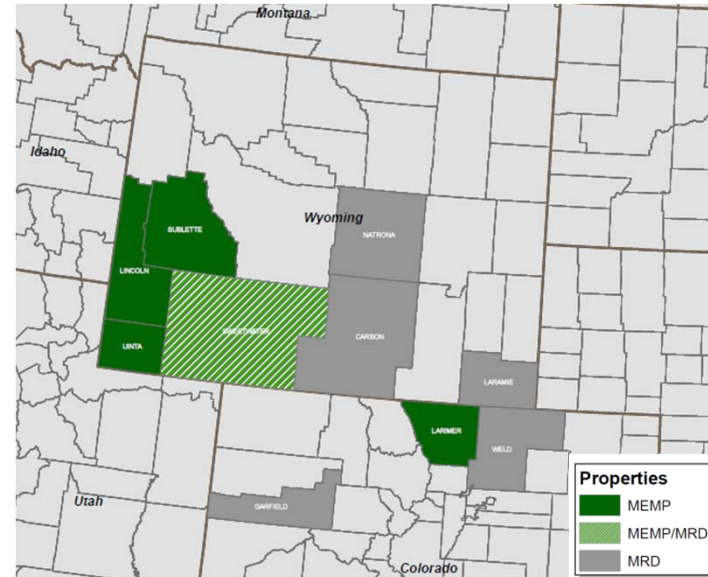 Montana
Idaho
Wyoming
SUBLETTE
NATRONA
LINCOLN
SWEETWATER
UINTA
CARBON
LARAMIE
LARIMER
WELD
GARFIELD
Utah
Colorado
Properties
MEMP
MEMP/MRD
MRD